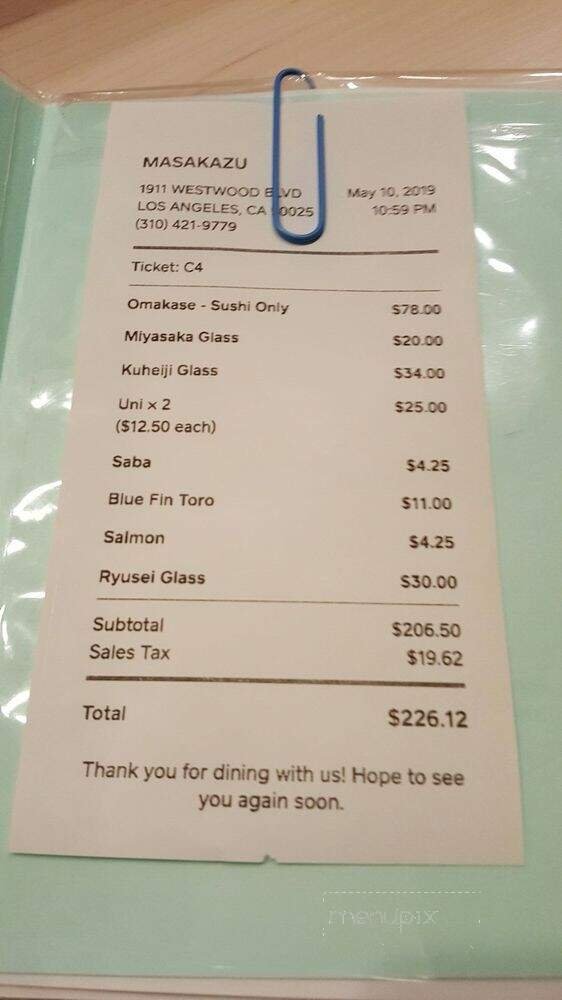 MASAKAZU
1911 WESTWOOD BLVD May 10, 2019
LOS ANGELES, CA 90025 10:59 PM
(310) 421-9779
Ticket: C4
Omakase - Sushi Only $78.00
Miyasaka Glass $20.00
Kuheiji Glass $34.00
Uni × 2 $25.00
($12.50 each)
Saba $4.25
Blue Fin Toro $11.00
Salmon $4.25
Ryusei Glass $30.00
Subtotal $206.50
Sales Tax $19.62
Total $226.12
Thank you for dining with us! Hope to see
you again soon.
menupix